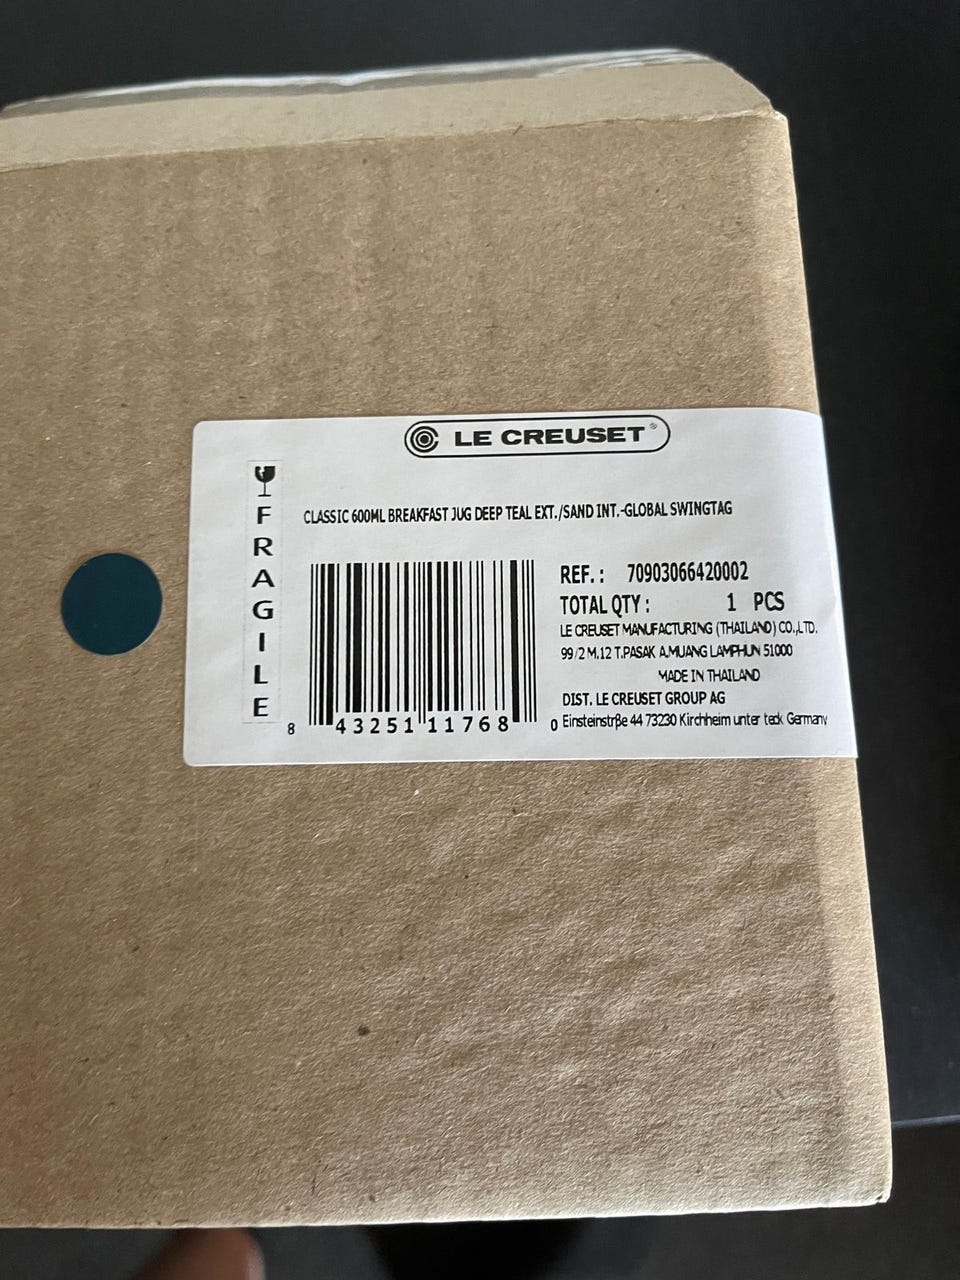 LE CREUSET®
FRAGILE
CLASSIC 600ML BREAKFAST JUG DEEP TEAL EXT./SAND INT.-GLOBAL SWINGTAG
REF. : 70903066420002
TOTAL QTY : 1 PCS
LE CREUSET MANUFACTURING (THAILAND) CO.,LTD.
99/2 M.12 T.PASAK A.MUANG LAMPHUN 51000
MADE IN THAILAND
DIST. LE CREUSET GROUP AG
Einsteinstrβe 44 73230 Kirchheim unter teck Germany
8 43251 11768 0